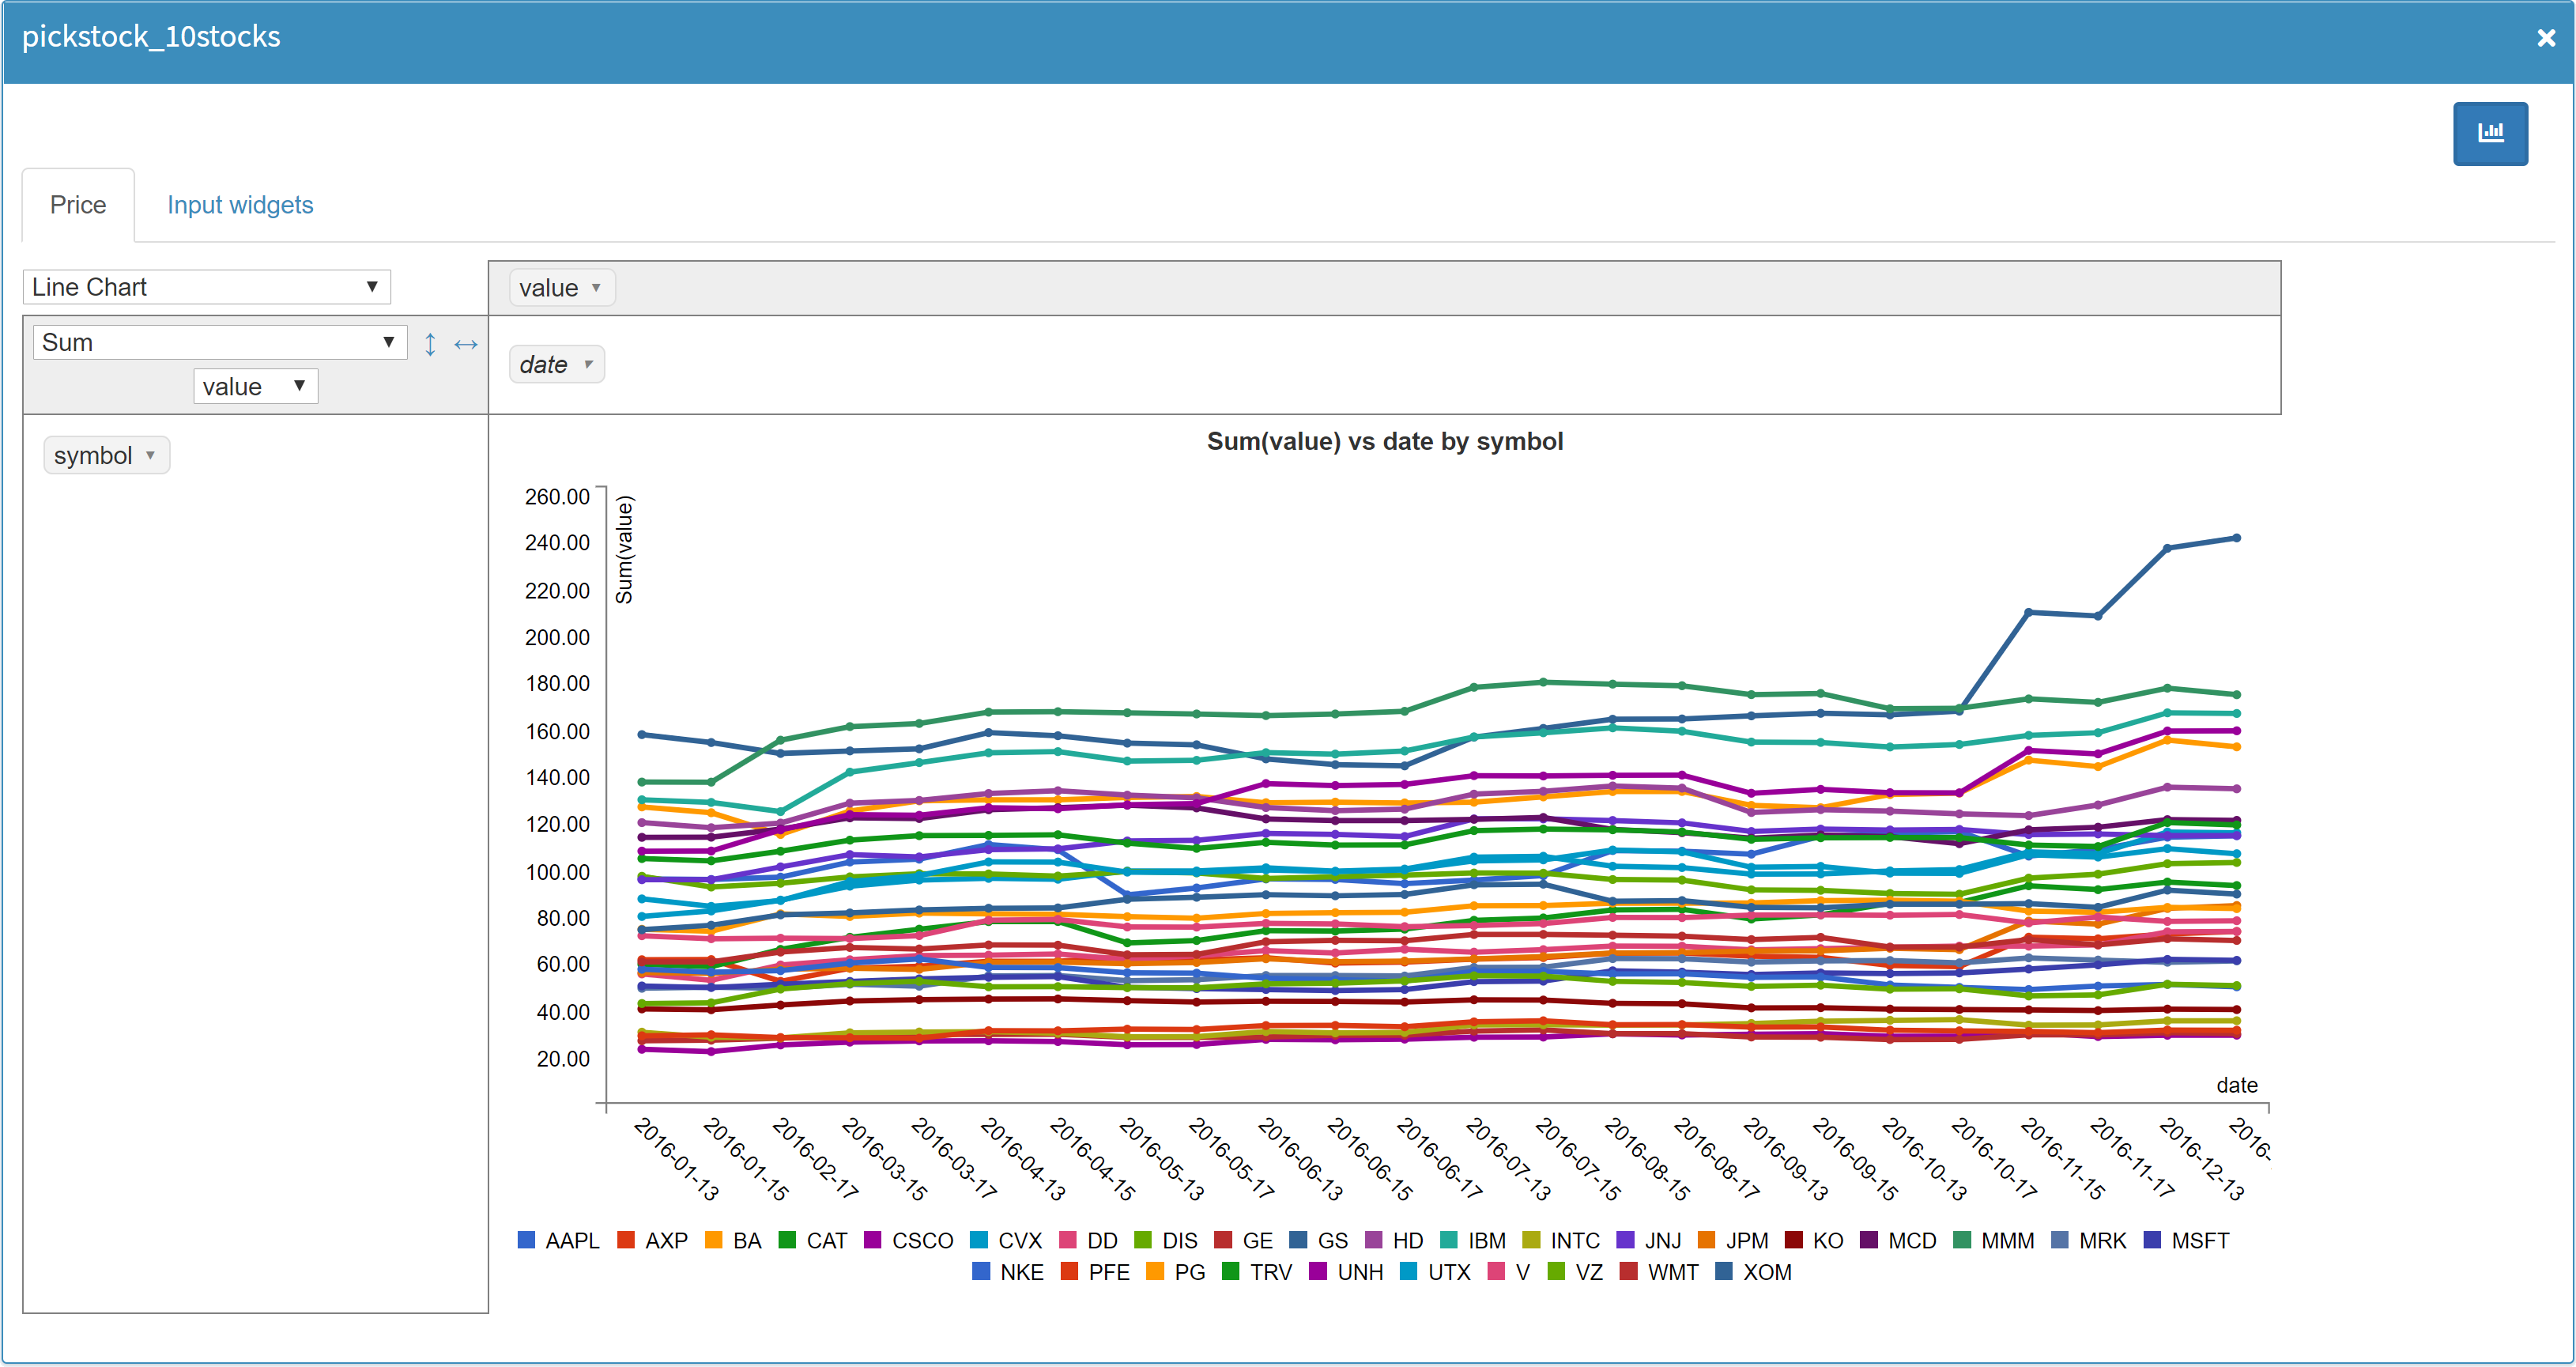 pickstock_10stocks
Price
Input widgets
Line Chart
value
Sum
value
date
symbol
Sum(value) vs date by symbol
260.00
240.00
220.00
200.00
180.00
160.00
140.00
120.00
100.00
80.00
60.00
40.00
20.00
Sum(value)
date
2016-01-13
2016-01-15
2016-02-17
2016-03-15
2016-03-17
2016-04-13
2016-04-15
2016-05-13
2016-05-17
2016-06-13
2016-06-15
2016-06-17
2016-07-13
2016-07-15
2016-08-15
2016-08-17
2016-09-13
2016-09-15
2016-10-13
2016-10-17
2016-11-15
2016-11-17
2016-12-13
2016-
AAPL AXP BA CAT CSCO CVX DD DIS GE GS HD IBM INTC JNJ JPM KO MCD MMM MRK MSFT
NKE PFE PG TRV UNH UTX V VZ WMT XOM